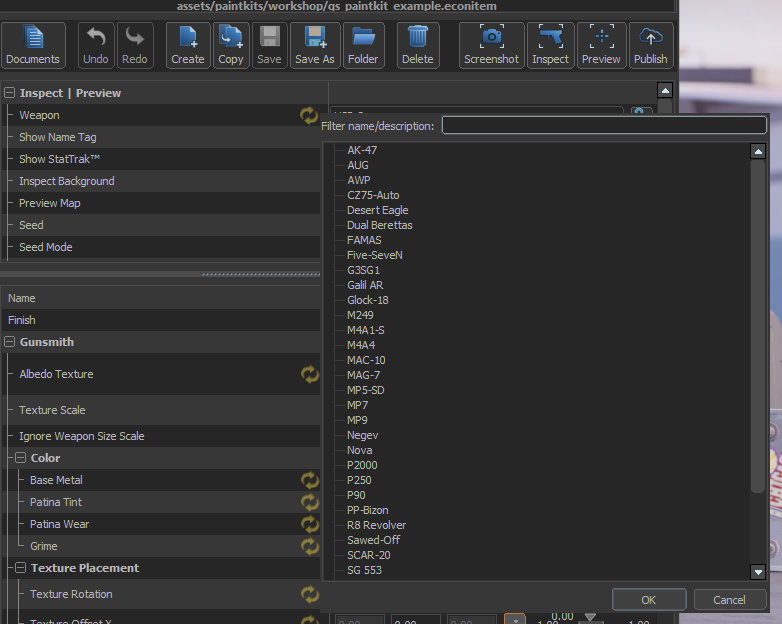 assets/paintkits/workshop/gs_paintkit_example.econitem
Documents Undo Redo Create Copy Save Save As Folder Delete Screenshot Inspect Preview Publish
Inspect | Preview
Weapon
Show Name Tag
Show StatTrak™
Inspect Background
Preview Map
Seed
Seed Mode
Name
Finish
Gunsmith
Albedo Texture
Texture Scale
Ignore Weapon Size Scale
Color
Base Metal
Patina Tint
Patina Wear
Grime
Texture Placement
Texture Rotation
Texture Offset X
Filter name/description:
AK-47
AUG
AWP
CZ75-Auto
Desert Eagle
Dual Berettas
FAMAS
Five-SeveN
G3SG1
Galil AR
Glock-18
M249
M4A1-S
M4A4
MAC-10
MAG-7
MP5-SD
MP7
MP9
Negev
Nova
P2000
P250
P90
PP-Bizon
R8 Revolver
Sawed-Off
SCAR-20
SG 553
OK Cancel
0.00